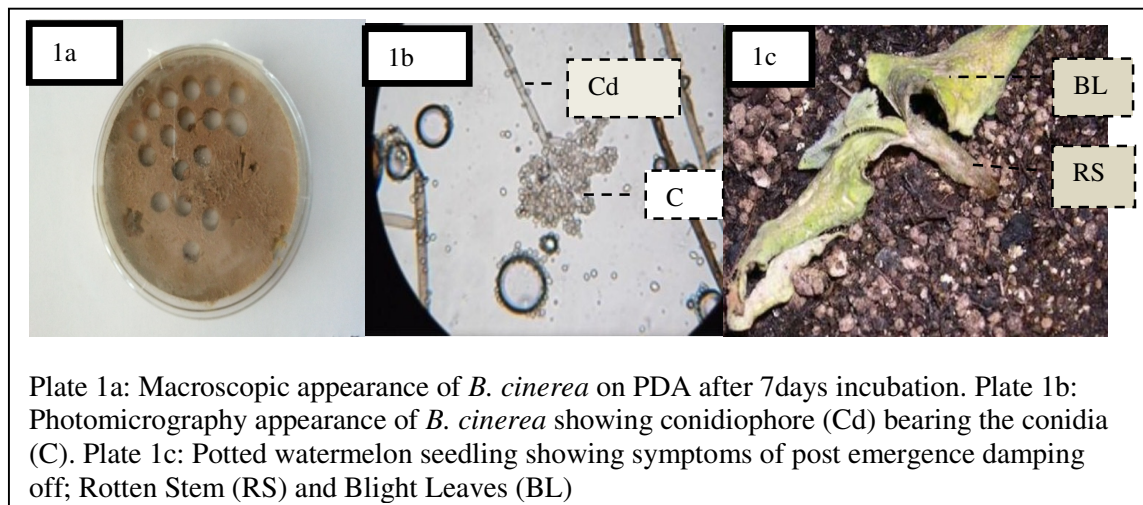 1a
1b
1c
Cd
BL
C
RS
Plate 1a: Macroscopic appearance of B. cinerea on PDA after 7days incubation. Plate 1b:
Photomicrography appearance of B. cinerea showing conidiophore (Cd) bearing the conidia
(C). Plate 1c: Potted watermelon seedling showing symptoms of post emergence damping
off; Rotten Stem (RS) and Blight Leaves (BL)